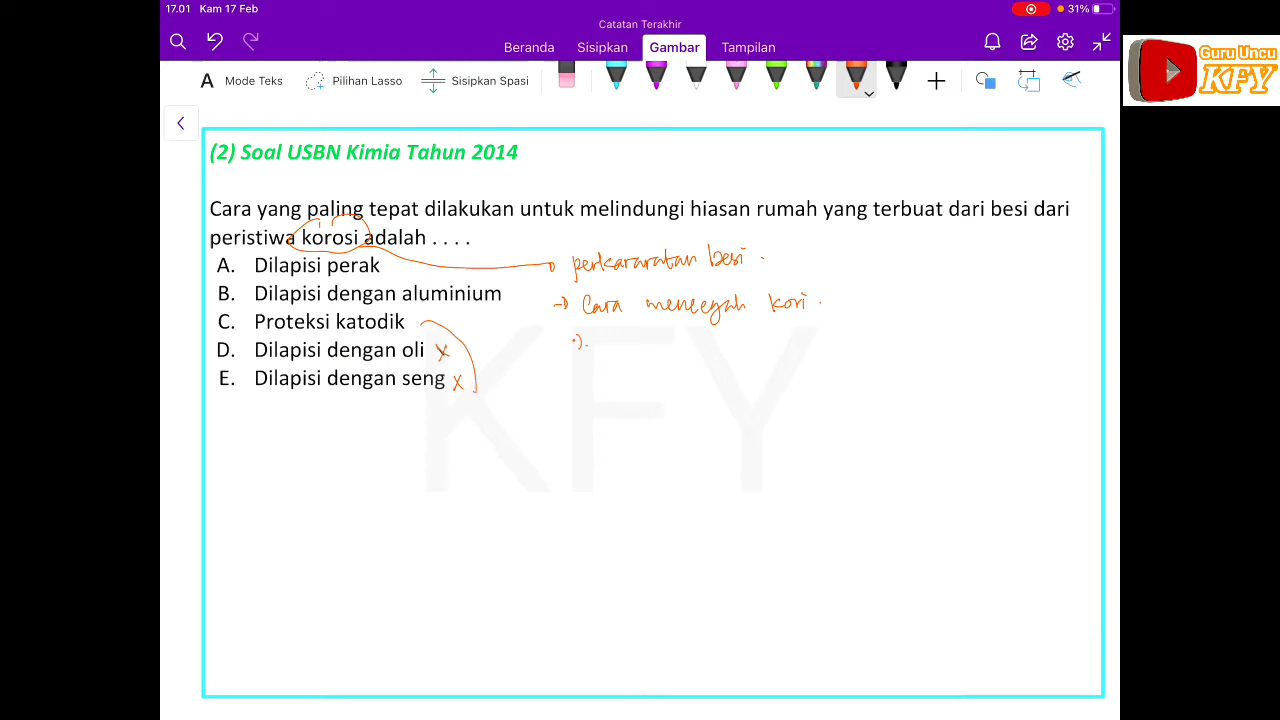 17.01 Kam 17 Feb
31%
Catatan Terakhir
Beranda Sisipkan Gambar Tampilan
Guru Uncu
KFY
A Mode Teks Pilihan Lasso Sisipkan Spasi
(2) Soal USBN Kimia Tahun 2014
Cara yang paling tepat dilakukan untuk melindungi hiasan rumah yang terbuat dari besi dari
peristiwa korosi adalah . . . .
perkararatan besi.
A. Dilapisi perak
B. Dilapisi dengan aluminium
→ Cara mencegah kori.
C. Proteksi katodik
•).
D. Dilapisi dengan oli x
E. Dilapisi dengan seng x
KFY